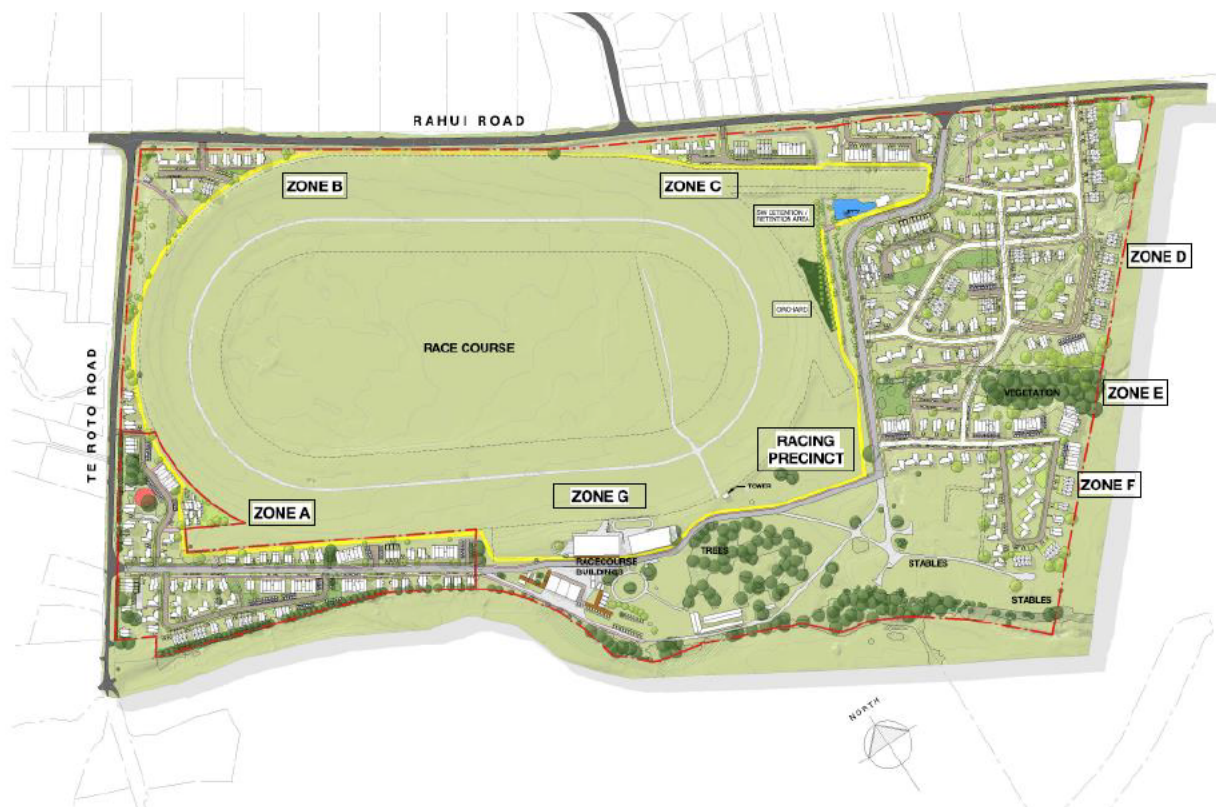 RAHUI ROAD
ZONE B
ZONE C
SW DETENTION /
RETENTION AREA
ZONE D
ORCHARD
RACE COURSE
TE ROTO ROAD
VEGETATION
ZONE E
RACING
PRECINCT
ZONE F
TOWER
ZONE G
ZONE A
TREES
RACECOURSE
BUILDINGS
STABLES
STABLES
NORTH